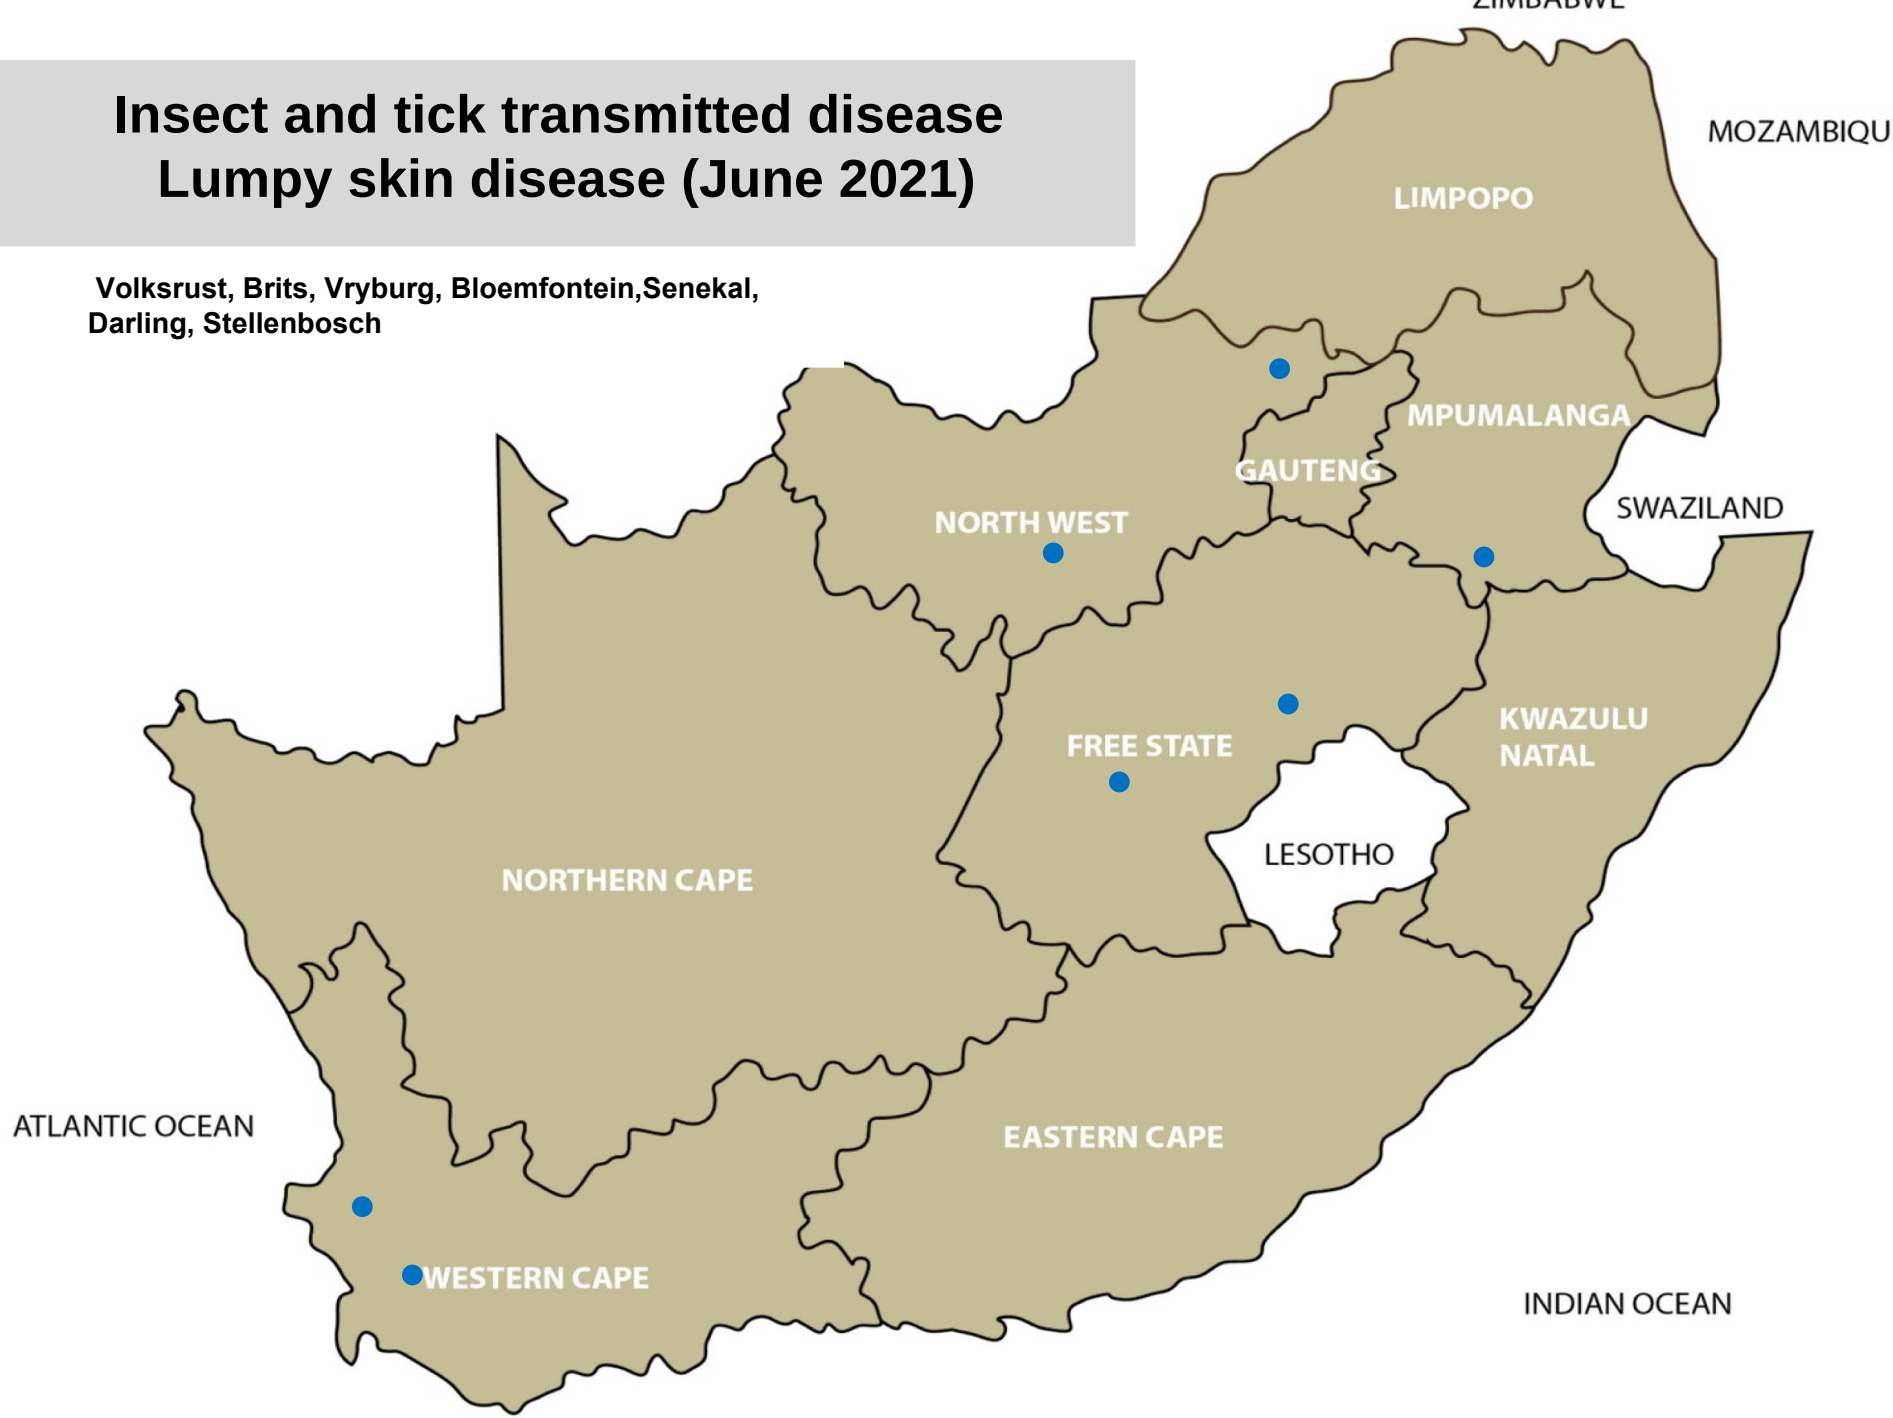 ZIMBABWE
Insect and tick transmitted disease
Lumpy skin disease (June 2021)
MOZAMBIQU
LIMPOPO
Volksrust, Brits, Vryburg, Bloemfontein,Senekal,
Darling, Stellenbosch
MPUMALANGA
GAUTENG
SWAZILAND
NORTH WEST
KWAZULU
NATAL
FREE STATE
LESOTHO
NORTHERN CAPE
ATLANTIC OCEAN
EASTERN CAPE
WESTERN CAPE
INDIAN OCEAN